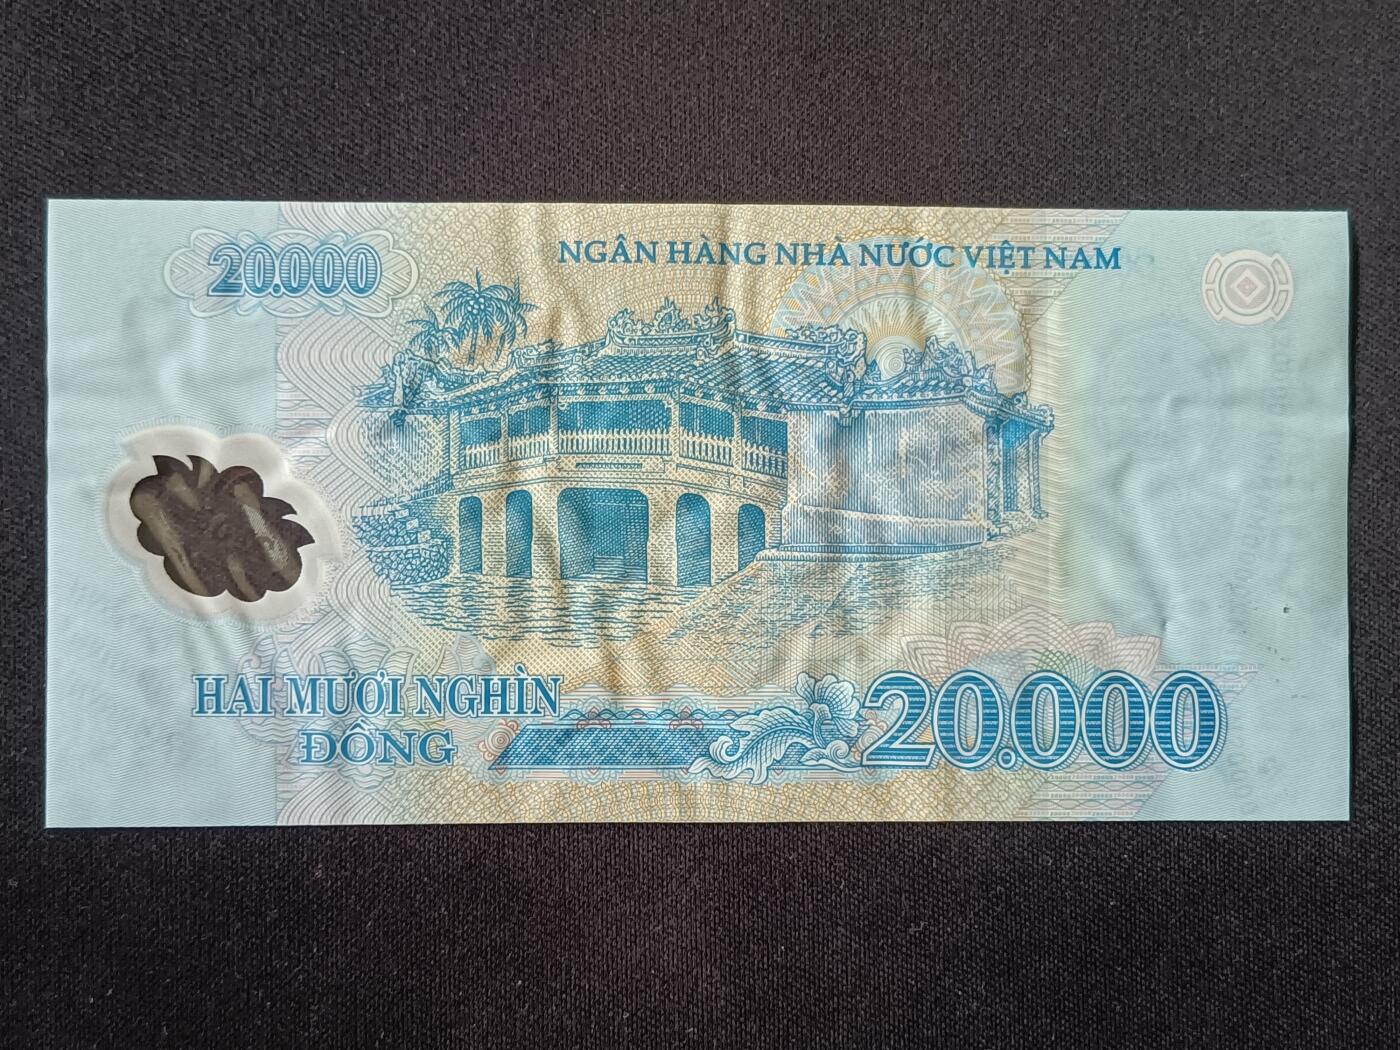 20.000
NGÂN HÀNG NHÀ NƯỚC VIỆT NAM
HAI MƯƠI NGHÌN
ĐỒNG
20.000